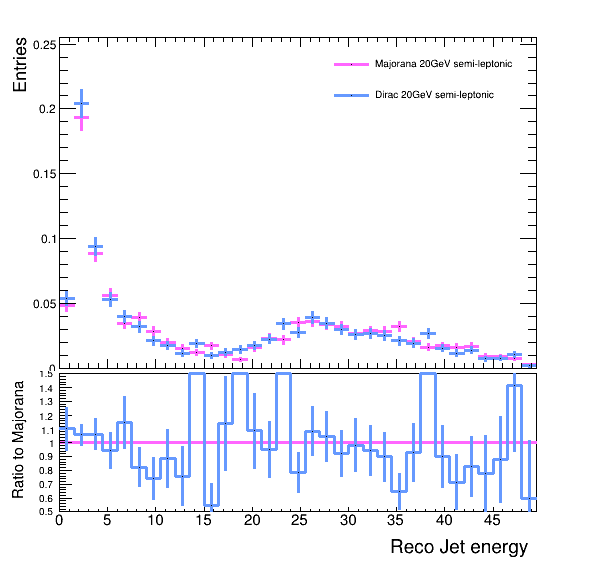 Entries
0.25
0.2
0.15
0.1
0.05
0
Majorana 20GeV semi-leptonic
Dirac 20GeV semi-leptonic
Ratio to Majorana
1.5
1.4
1.3
1.2
1.1
1
0.9
0.8
0.7
0.6
0.5
0 5 10 15 20 25 30 35 40 45
Reco Jet energy